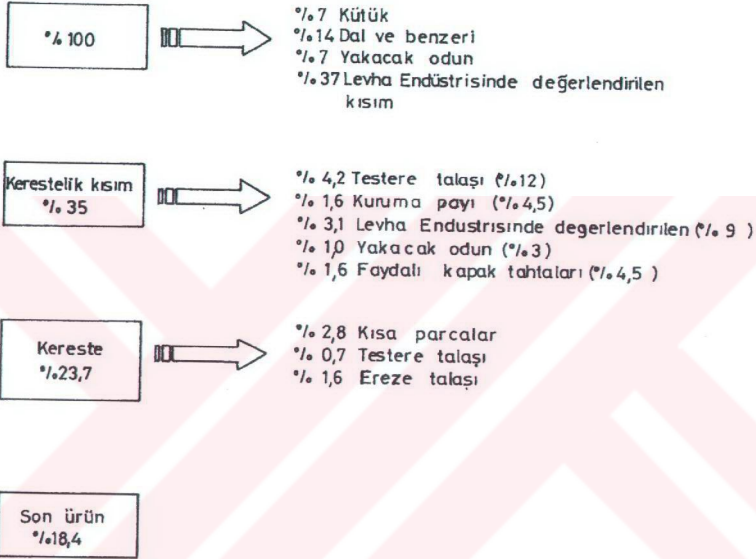 % 100
% 7 Kütük
% 14 Dal ve benzeri
% 7 Yakacak odun
% 37 Levha Endüstrisinde değerlendirilen
kısım
Kerestelik kısım
% 35
% 4,2 Testere talaşı (% 12)
% 1,6 Kuruma payı (% 4,5)
% 3,1 Levha Endustrısınde degerlendırılen (% 9 )
% 1,0 Yakacak odun (% 3)
% 1,6 Faydalı kapak tahtaları (% 4,5 )
Kereste
% 23,7
% 2,8 Kısa parcalar
% 0,7 Testere talaşı
% 1,6 Ereze talaşı
Son ürün
% 18,4